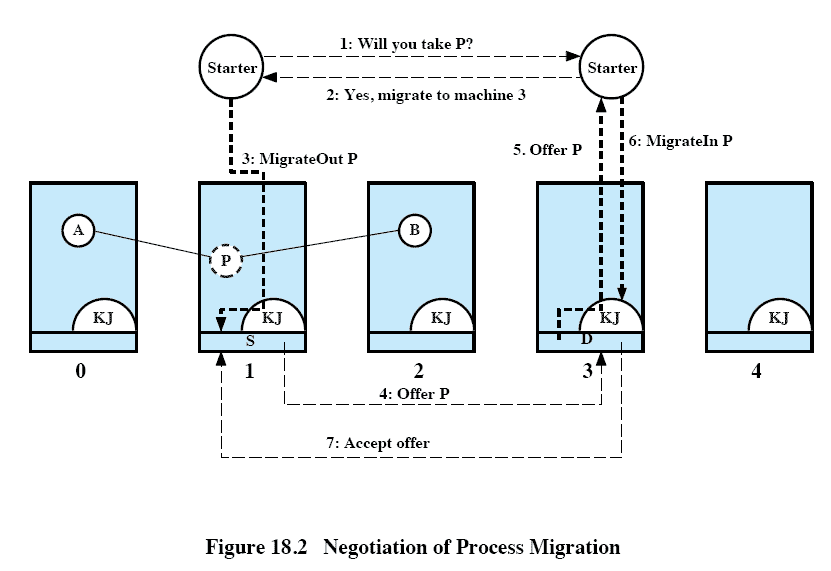 1: Will you take P?
Starter
Starter
2: Yes, migrate to machine 3
3: MigrateOut P
5. Offer P
6: MigrateIn P
A
P
B
KJ
KJ
KJ
KJ
KJ
S
D
0
1
2
3
4
4: Offer P
7: Accept offer
Figure 18.2 Negotiation of Process Migration